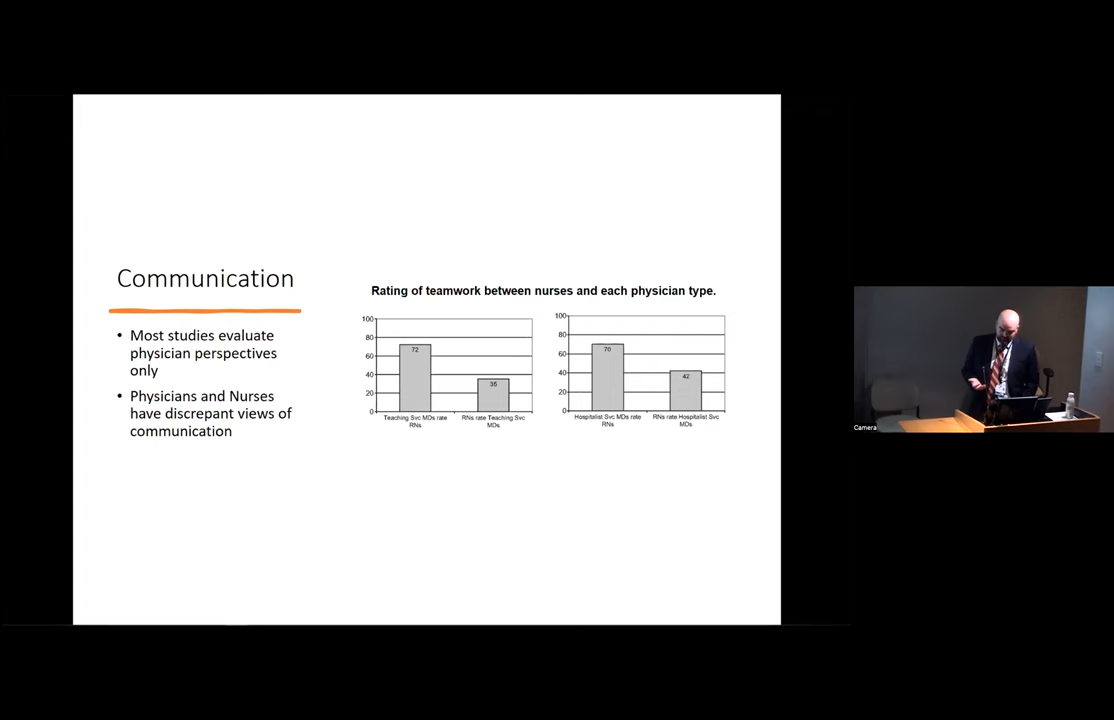 Communication
• Most studies evaluate
physician perspectives
only
• Physicians and Nurses
have discrepant views of
communication
Rating of teamwork between nurses and each physician type.
100
80
60
40
20
0
72
35
Teaching Svc MDs rate
RNs
RNs rate Teaching Svc
MDs
100
80
60
40
20
0
70
42
Hospitalist Svc MDs rate
RNs
RNs rate Hospitalist Svc
MDs
Camera